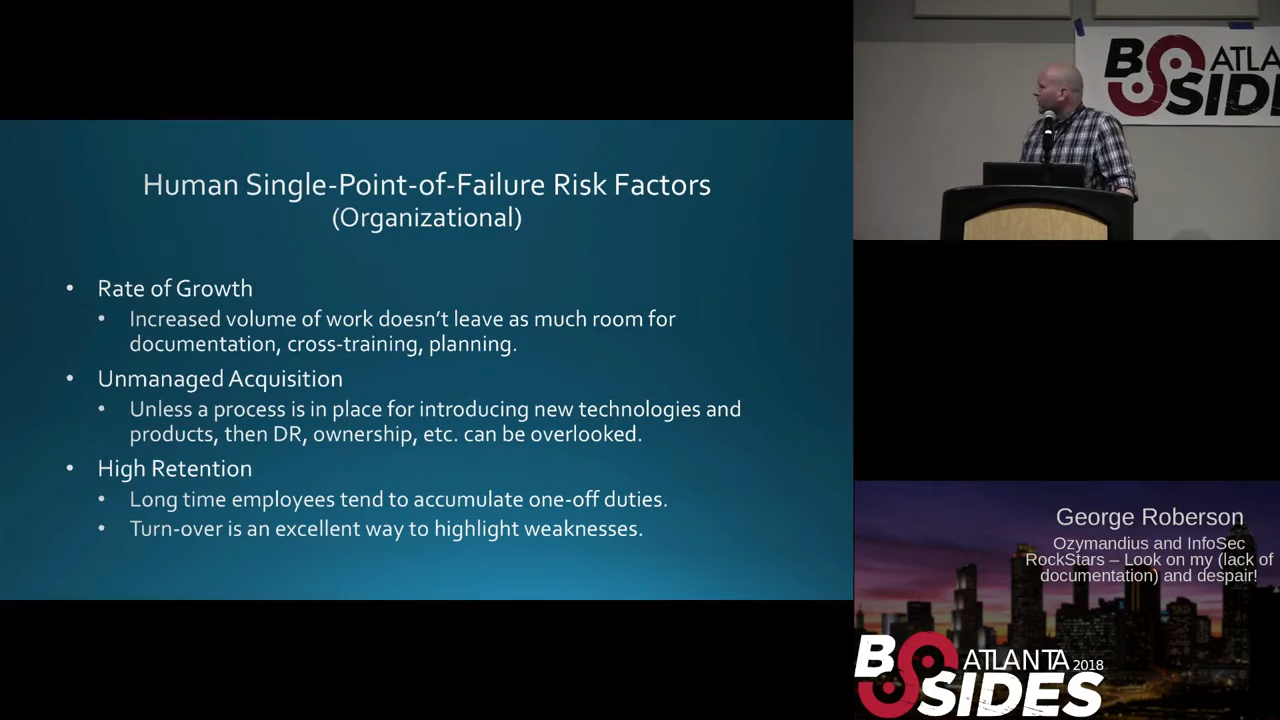 Human Single-Point-of-Failure Risk Factors
(Organizational)
• Rate of Growth
• Increased volume of work doesn’t leave as much room for
documentation, cross-training, planning.
• Unmanaged Acquisition
• Unless a process is in place for introducing new technologies and
products, then DR, ownership, etc. can be overlooked.
• High Retention
• Long time employees tend to accumulate one-off duties.
• Turn-over is an excellent way to highlight weaknesses.
B ATLA
SIDES
George Roberson
Ozymandius and InfoSec
RockStars – Look on my (lack of
documentation) and despair!
B ATLANTA 2018
SIDES